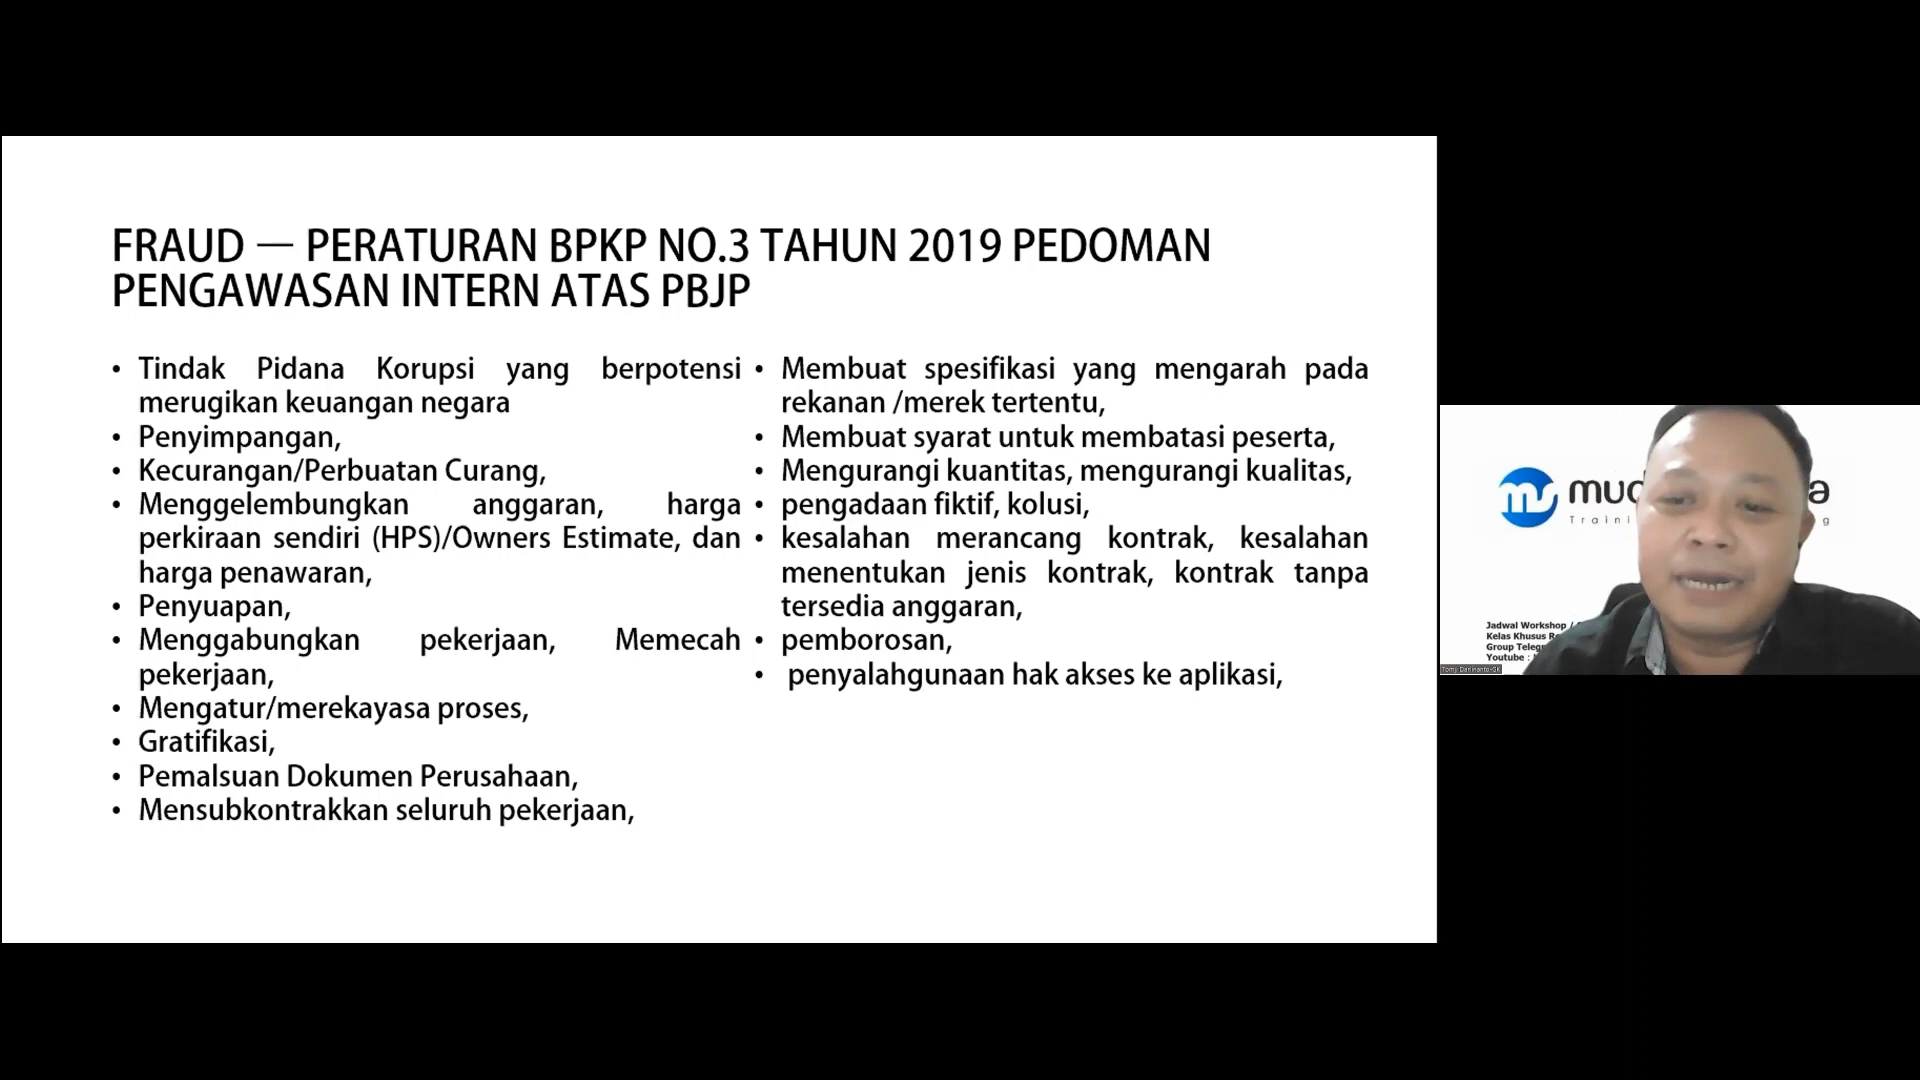 FRAUD — PERATURAN BPKP NO.3 TAHUN 2019 PEDOMAN
PENGAWASAN INTERN ATAS PBJP
• Tindak Pidana Korupsi yang berpotensi
merugikan keuangan negara
• Penyimpangan,
• Kecurangan/Perbuatan Curang,
• Menggelembungkan anggaran, harga
perkiraan sendiri (HPS)/Owners Estimate, dan
harga penawaran,
• Penyuapan,
• Menggabungkan pekerjaan, Memecah
pekerjaan,
• Mengatur/merekayasa proses,
• Gratifikasi,
• Pemalsuan Dokumen Perusahaan,
• Mensubkontrakkan seluruh pekerjaan,
• Membuat spesifikasi yang mengarah pada
rekanan /merek tertentu,
• Membuat syarat untuk membatasi peserta,
• Mengurangi kuantitas, mengurangi kualitas,
• pengadaan fiktif, kolusi,
• kesalahan merancang kontrak, kesalahan
menentukan jenis kontrak, kontrak tanpa
tersedia anggaran,
• pemborosan,
• penyalahgunaan hak akses ke aplikasi,
Jadwal Workshop /
Kelas Khusus
Group
Youtube :